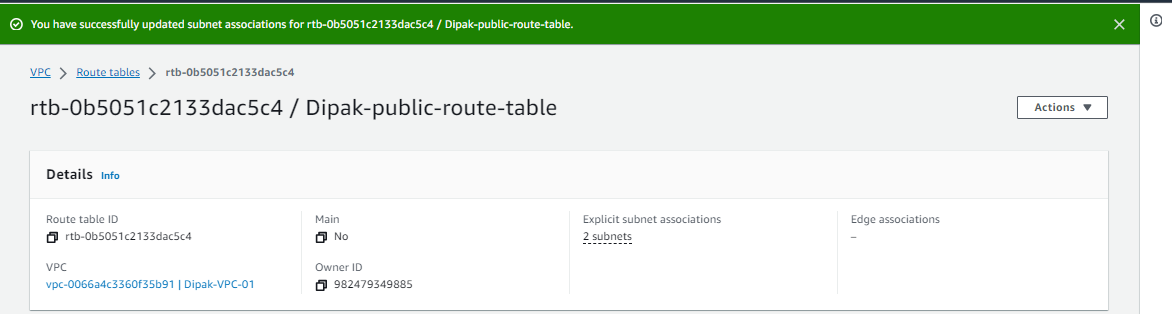 You have successfully updated subnet associations for rtb-0b5051c2133dac5c4 / Dipak-public-route-table.
VPC > Route tables > rtb-0b5051c2133dac5c4
rtb-0b5051c2133dac5c4 / Dipak-public-route-table
Actions
Details Info
Route table ID
rtb-0b5051c2133dac5c4
Main
No
Explicit subnet associations
2 subnets
Edge associations
–
VPC
vpc-0066a4c3360f35b91 | Dipak-VPC-01
Owner ID
982479349885